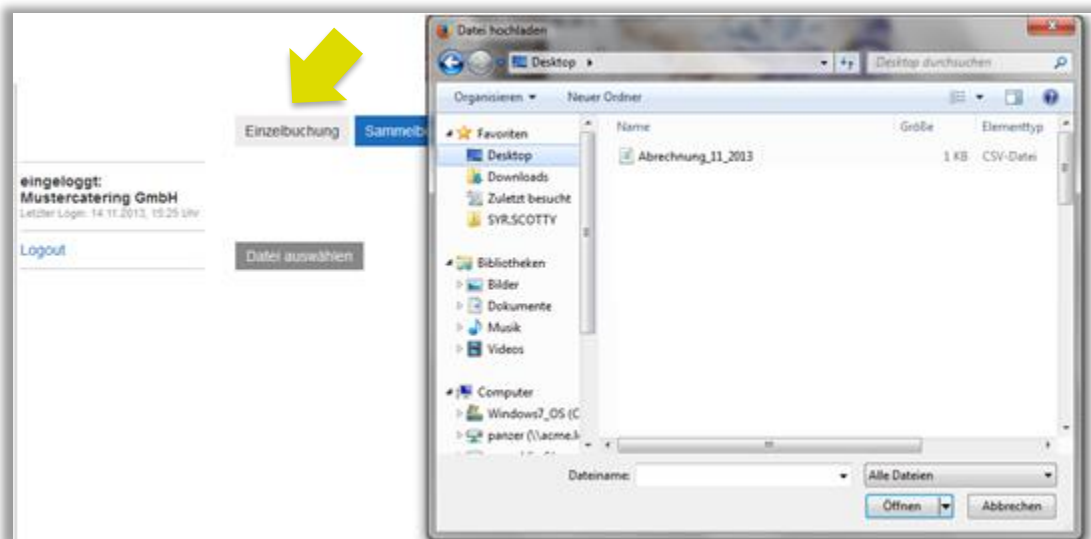 Datei hochladen
Desktop
Desktop durchsuchen
Organisieren
Neuer Ordner
Einzelbuchung
eingeloggt:
Mustercatering GmbH
Letzter Login: 14.11.2013, 15:25 Uhr
Logout
Datei auswählen
Favoriten
Desktop
Downloads
Zuletzt besucht
SYR.SCOTTY
Bibliotheken
Bilder
Dokumente
Musik
Videos
Computer
Windows7_OS (C
panzer (\\acme.l
Name
Größe
Elementtyp
Abrechnung_11_2013
1 KB
CSV-Datei
Dateiname:
Alle Dateien
Öffnen
Abbrechen